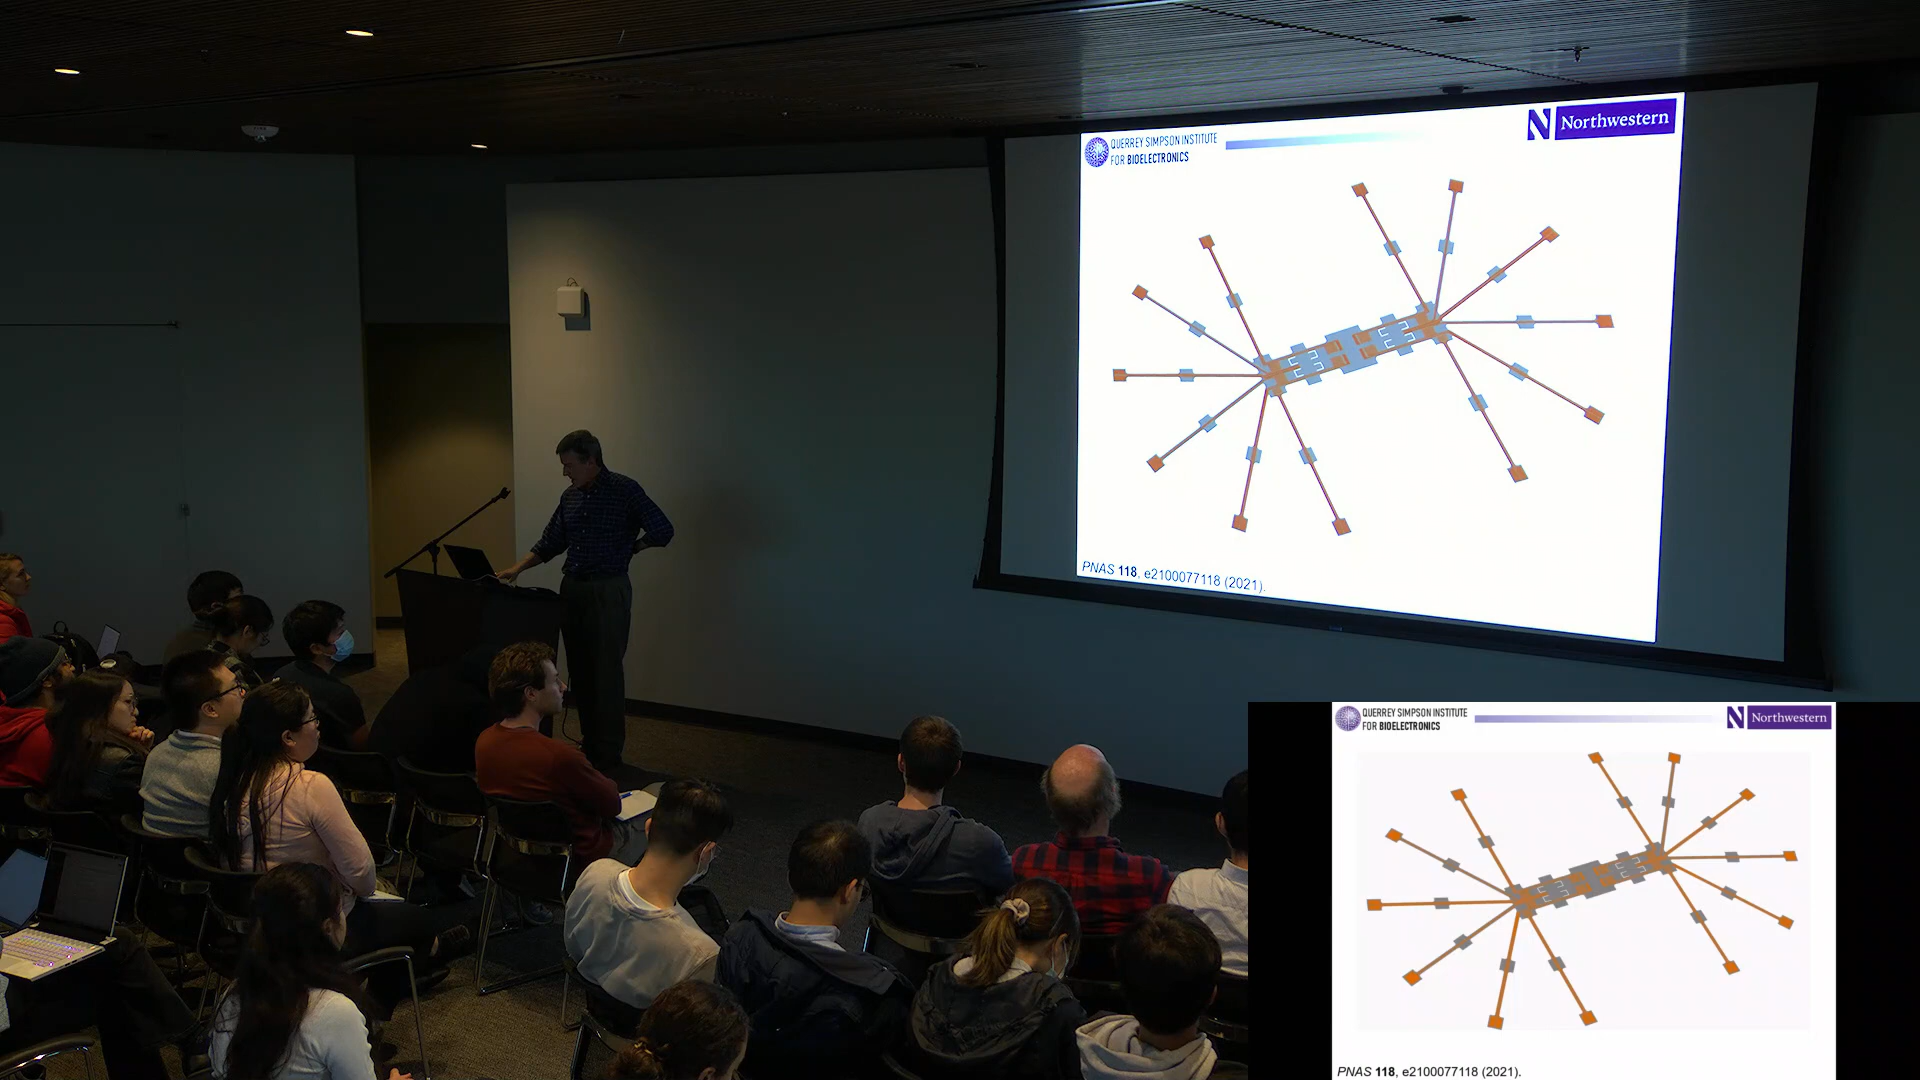 QUERREY SIMPSON INSTITUTE
FOR BIOELECTRONICS
N Northwestern
PNAS 118, e2100077118 (2021).
QUERREY SIMPSON INSTITUTE
FOR BIOELECTRONICS
N Northwestern
PNAS 118, e2100077118 (2021).